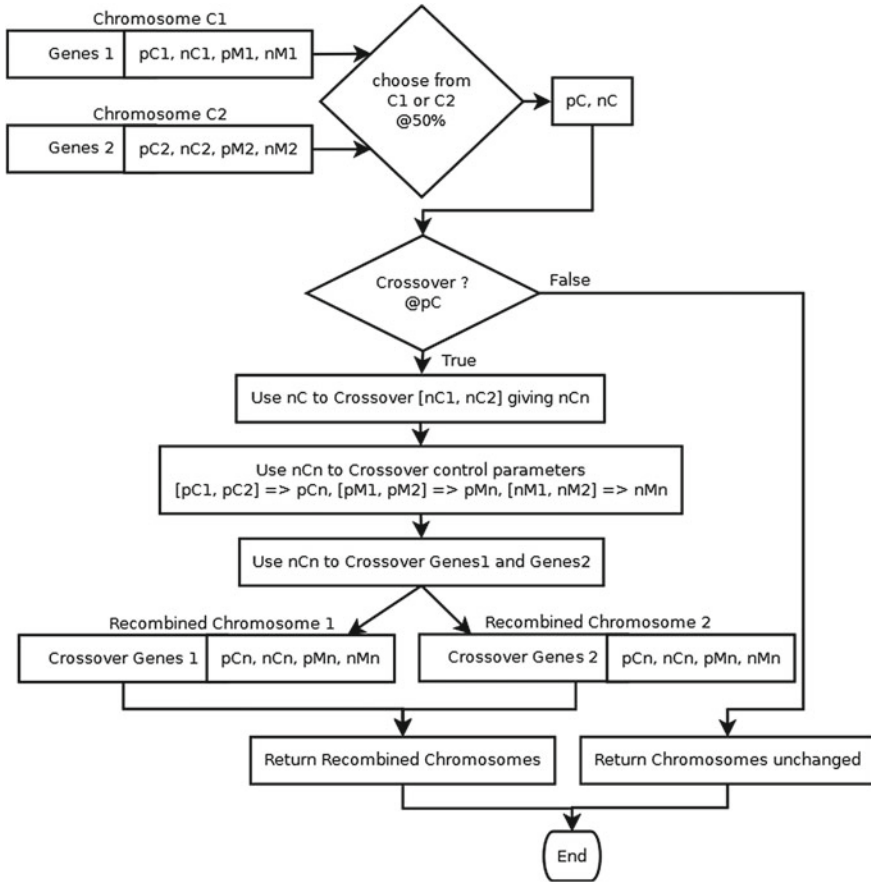 Chromosome C1
Genes 1 pC1, nC1, pM1, nM1
Chromosome C2
Genes 2 pC2, nC2, pM2, nM2
choose from
C1 or C2
@50%
pC, nC
Crossover ?
@pC
False
True
Use nC to Crossover [nC1, nC2] giving nCn
Use nCn to Crossover control parameters
[pC1, pC2] => pCn, [pM1, pM2] => pMn, [nM1, nM2] => nMn
Use nCn to Crossover Genes1 and Genes2
Recombined Chromosome 1
Crossover Genes 1 pCn, nCn, pMn, nMn
Recombined Chromosome 2
Crossover Genes 2 pCn, nCn, pMn, nMn
Return Recombined Chromosomes
Return Chromosomes unchanged
End